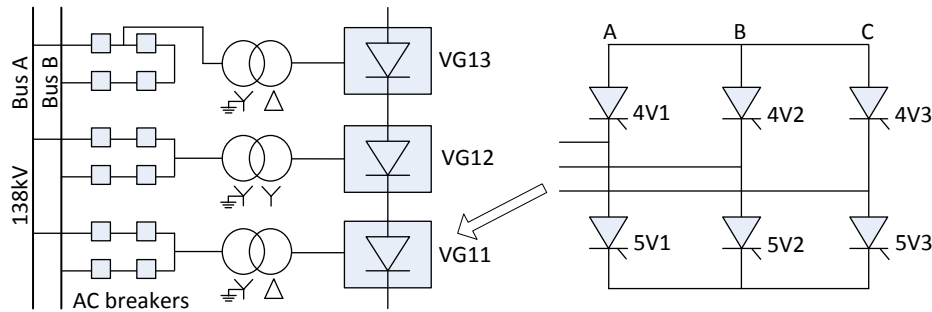 Bus A
Bus B
138kV
AC breakers
VG13
VG12
VG11
A B C
4V1 4V2 4V3
5V1 5V2 5V3